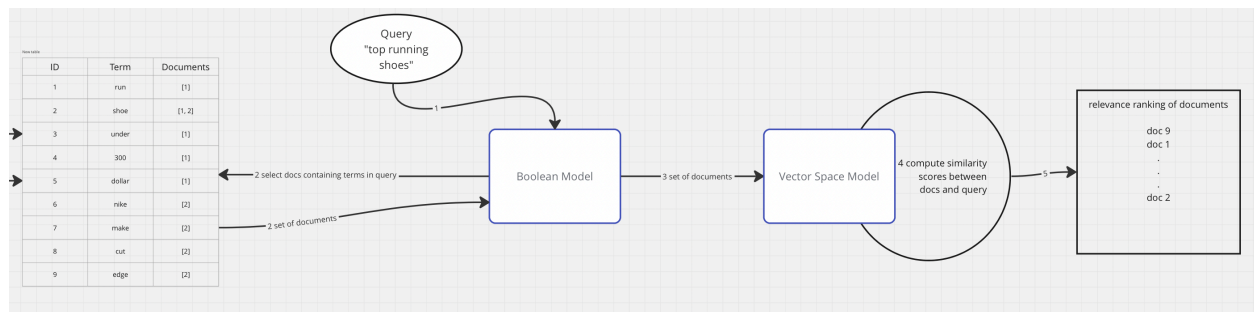 Query
"top running
shoes"
New table
ID Term Documents
1 run [1]
2 shoe [1, 2]
3 under [1]
4 300 [1]
5 dollar [1]
6 nike [2]
7 make [2]
8 cut [2]
9 edge [2]
1
2 select docs containing terms in query
2 set of documents
Boolean Model
3 set of documents
Vector Space Model
4 compute similarity
scores between
docs and query
5
relevance ranking of documents
doc 9
doc 1
.
.
.
doc 2